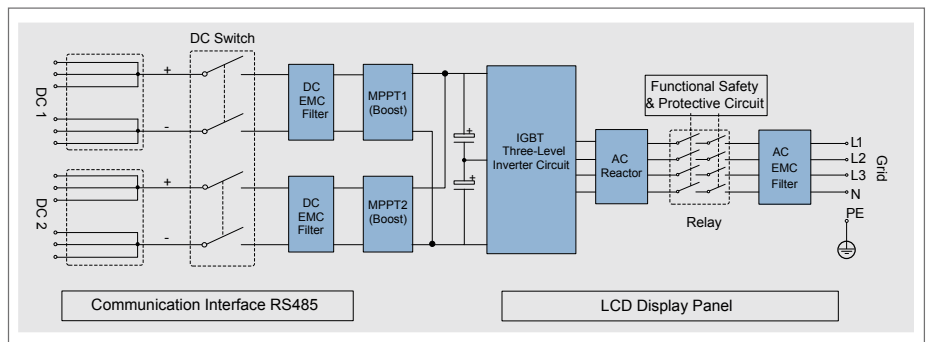 DC Switch
DC 1
+
-
DC
EMC
Filter
MPPT1
(Boost)
+
+
IGBT
Three-Level
Inverter Circuit
AC
Reactor
Functional Safety
& Protective Circuit
Relay
AC
EMC
Filter
L1
L2
L3
N
PE
Grid
DC 2
+
-
DC
EMC
Filter
MPPT2
(Boost)
Communication Interface RS485
LCD Display Panel